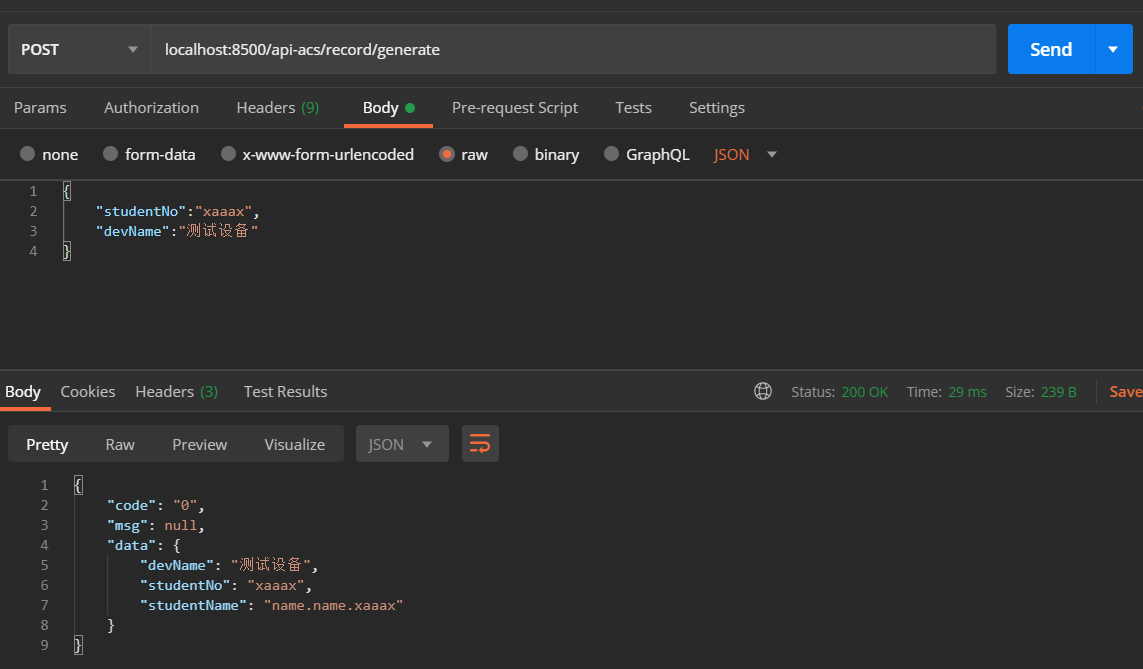 POST localhost:8500/api-acs/record/generate Send
Params Authorization Headers (9) Body Pre-request Script Tests Settings
none form-data x-www-form-urlencoded raw binary GraphQL JSON
1 {
2 "studentNo":"xaaax",
3 "devName":"测试设备"
4 }
Body Cookies Headers (3) Test Results Status: 200 OK Time: 29 ms Size: 239 B Save
Pretty Raw Preview Visualize JSON
1 {
2 "code": "0",
3 "msg": null,
4 "data": {
5 "devName": "测试设备",
6 "studentNo": "xaaax",
7 "studentName": "name.name.xaaax"
8 }
9 }